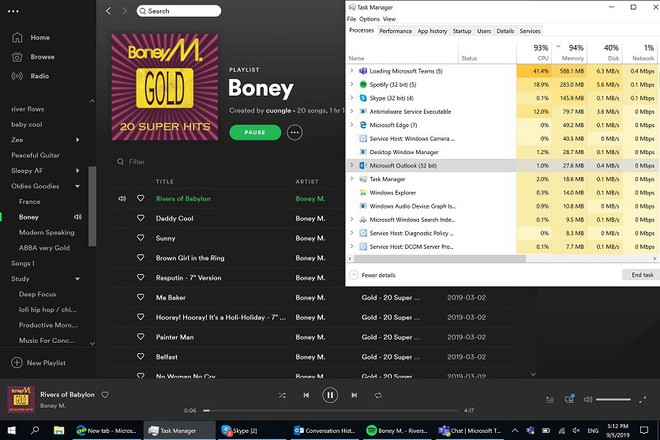 Search
Home
Browse
Radio
river flows
baby cool
Zee
Peaceful Guitar
Sleepy AF
Oldies Goodies
France
Boney
Modern Speaking
ABBA very Gold
Songs I
Study
Deep Focus
lofi hip hop / chi...
Productive Morn...
Music For Conc...
New Playlist
Boney M.
GOLD
20 SUPER HITS
PLAYLIST
Boney
Created by cuongle • 20 songs, 1 hr 1
PAUSE
Filter
TITLE ARTIST
Rivers of Babylon Boney M.
Daddy Cool Boney M.
Sunny Boney M.
Brown Girl in the Ring Boney M.
Rasputin - 7" Version Boney M.
Ma Baker Boney M. Gold - 20 Super ... 2019-03-02
Hooray! Hooray! It's a Holi-Holiday - 7" ... Boney M. Gold - 20 Super ... 2019-03-02
Painter Man Boney M. Gold - 20 Super ... 2019-03-02
Belfast Boney M. Gold - 20 Super ... 2019-03-02
No Woman No Cry Boney M. Gold - 20 Super ... 2019-03-02
Task Manager
File Options View
Processes Performance App history Startup Users Details Services
93% 94% 40% 1%
Name Status CPU Memory Disk Network
Loading Microsoft Teams (5) 41.4% 588.1 MB 6.3 MB/s 0.4 Mbps
Spotify (32 bit) (5) 18.9% 283.0 MB 5.6 MB/s 0.1 Mbps
Skype (32 bit) (4) 0.1% 145.9 MB 0.1 MB/s 0.1 Mbps
Antimalware Service Executable 12.0% 79.7 MB 3.6 MB/s 0 Mbps
Microsoft Edge (7) 0% 49.2 MB 0.1 MB/s 0 Mbps
Service Host: Windows Camera ... 0% 40.5 MB 0 MB/s 0 Mbps
Desktop Window Manager 1.2% 28.7 MB 0.1 MB/s 0 Mbps
Microsoft Outlook (32 bit) 1.0% 27.6 MB 0.4 MB/s 0 Mbps
Task Manager 2.0% 18.6 MB 0.1 MB/s 0 Mbps
Windows Explorer 0.3% 14.0 MB 0.1 MB/s 0 Mbps
Windows Audio Device Graph Is... 0.9% 10.8 MB 0 MB/s 0 Mbps
Microsoft Windows Search Inde... 0.1% 9.5 MB 0.1 MB/s 0 Mbps
Service Host: Diagnostic Policy ... 0% 8.3 MB 0 MB/s 0 Mbps
Service Host: DCOM Server Pro... 0.1% 7.7 MB 0.1 MB/s 0 Mbps
Fewer details End task
Rivers of Babylon
Boney M.
0:06 4:17
New tab - Micros... Task Manager Skype [2] Conversation Hist... Boney M. - Rivers... Chat | Microsoft T... ENG 5:12 PM
9/5/2019